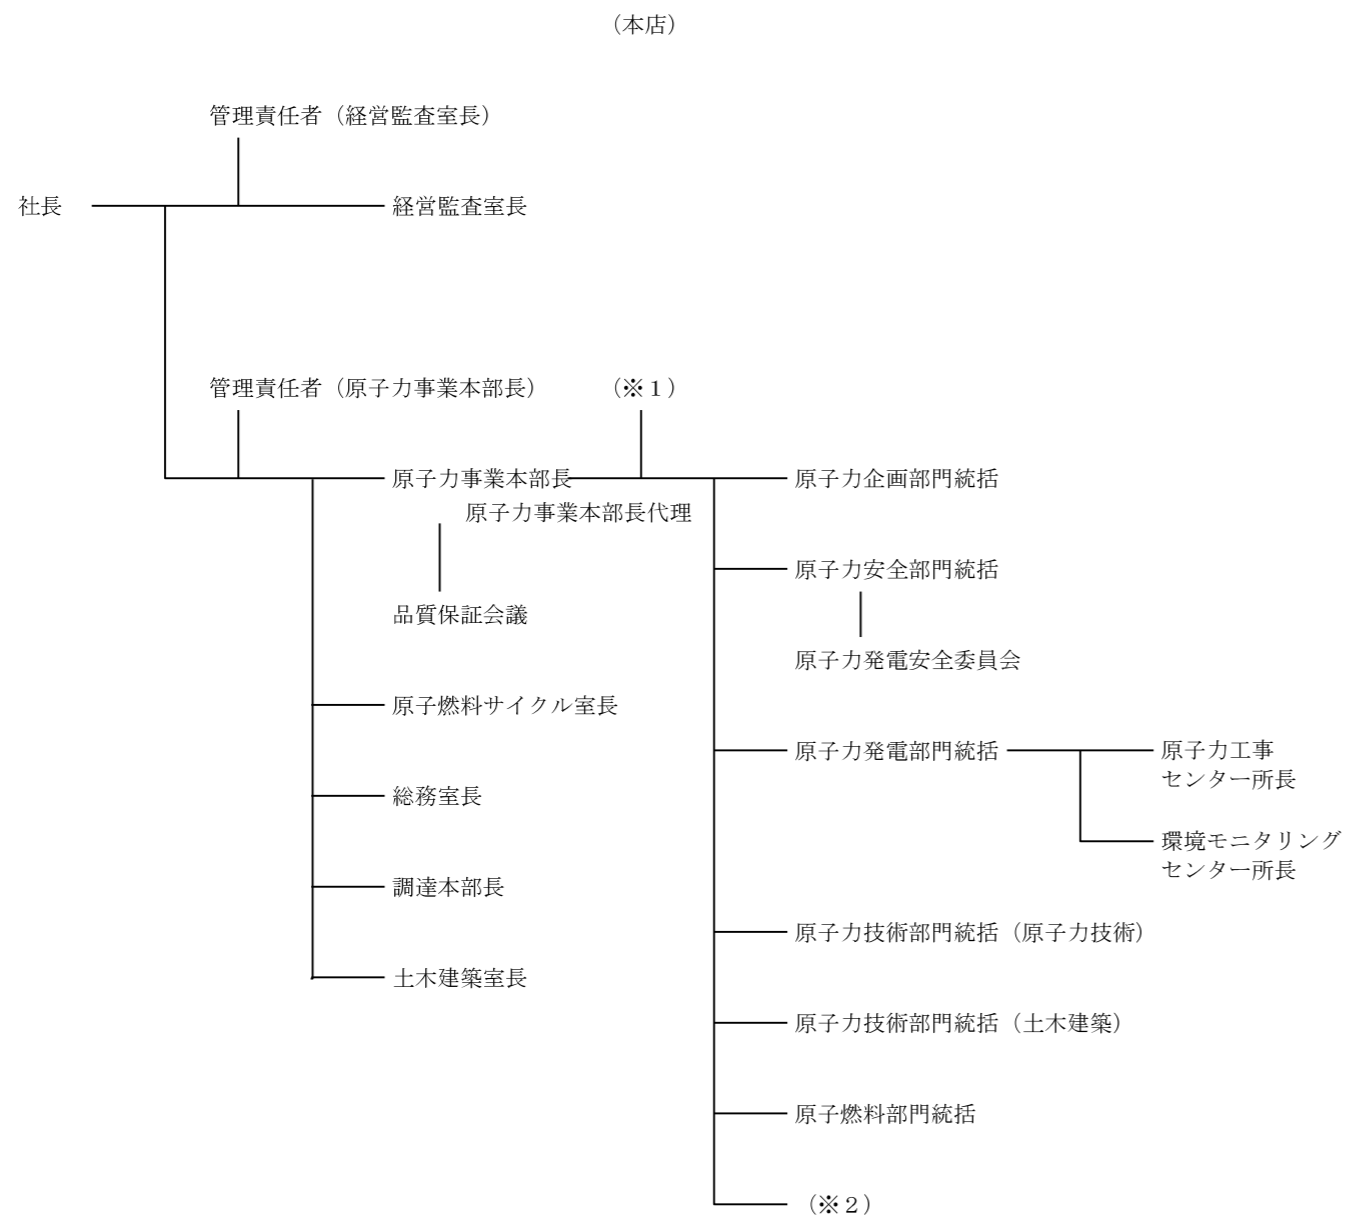 （本店）
管理責任者（経営監査室長）
社長
経営監査室長
管理責任者（原子力事業本部長）
（※１）
原子力事業本部長
原子力企画部門統括
原子力事業本部長代理
原子力安全部門統括
品質保証会議
原子力発電安全委員会
原子燃料サイクル室長
原子力発電部門統括
原子力工事
センター所長
総務室長
環境モニタリング
センター所長
調達本部長
原子力技術部門統括（原子力技術）
土木建築室長
原子力技術部門統括（土木建築）
原子燃料部門統括
（※２）